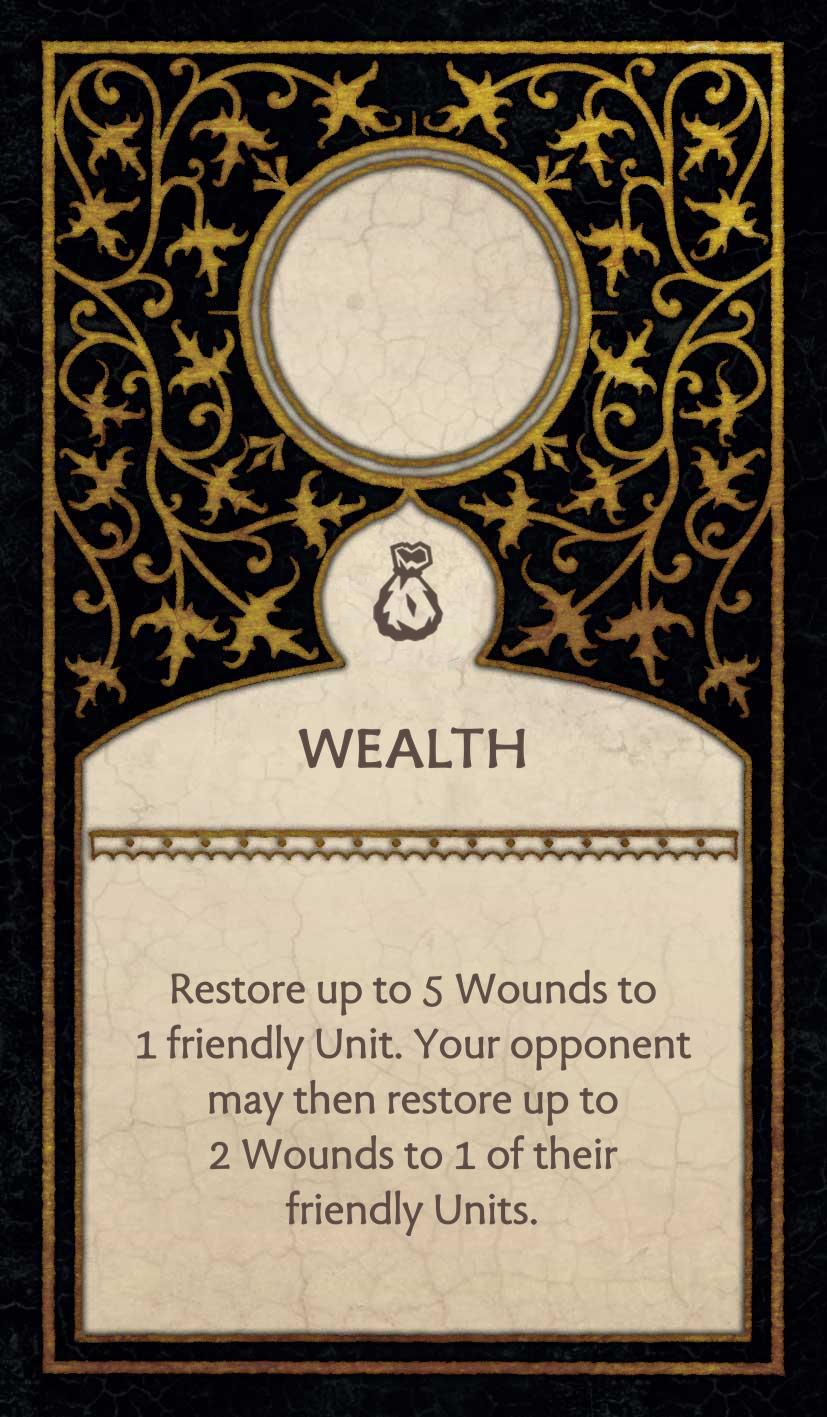 WEALTH
Restore up to 5 Wounds to
1 friendly Unit. Your opponent
may then restore up to
2 Wounds to 1 of their
friendly Units.